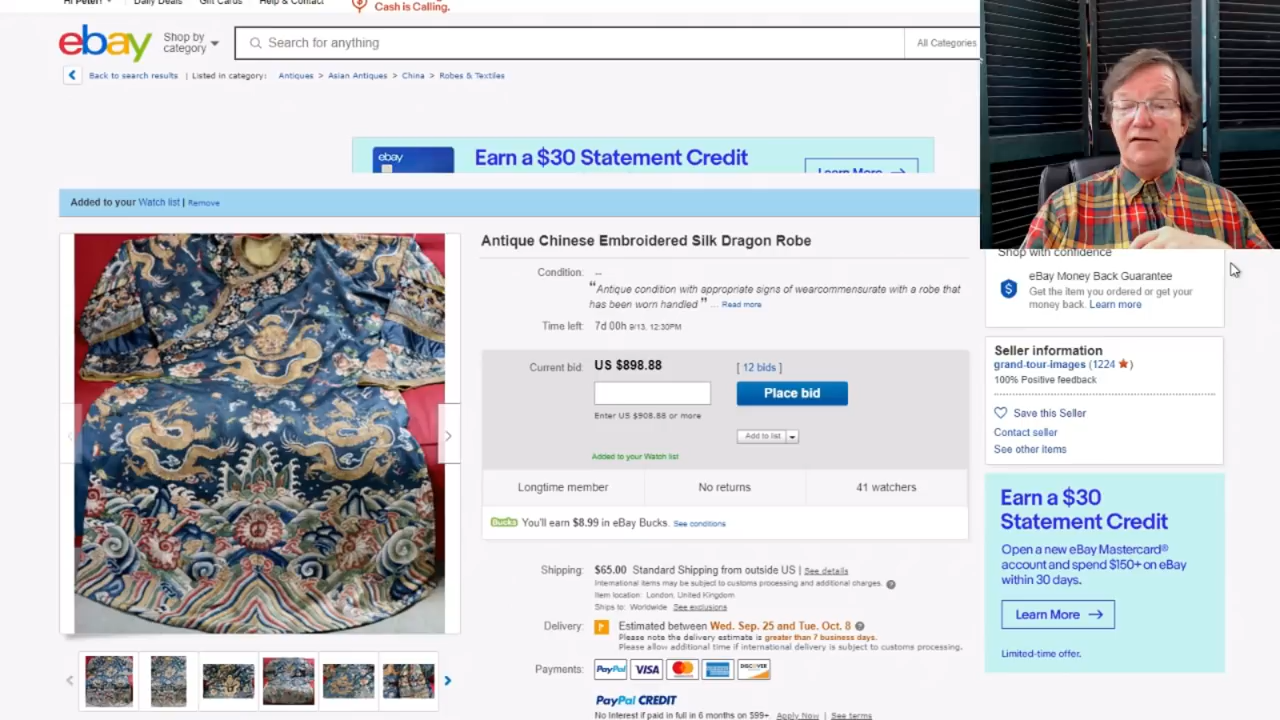 Hi Peter!
Daily Deals
Gift Cards
Help & Contact
Cash is Calling.
ebay
Shop by category
Search for anything
All Categories
Back to search results | Listed in category: Antiques > Asian Antiques > China > Robes & Textiles
ebay
Earn a $30 Statement Credit
Learn More →
Added to your Watch list | Remove
Antique Chinese Embroidered Silk Dragon Robe
Condition: --
“Antique condition with appropriate signs of wearcommensurate with a robe that
has been worn handled ” ... Read more
Time left: 7d 00h 9/13, 12:30PM
Current bid: US $898.88 [ 12 bids ]
Place bid
Enter US $908.88 or more
Add to list
Added to your Watch list
Longtime member
No returns
41 watchers
Bucks You'll earn $8.99 in eBay Bucks. See conditions
Shipping: $65.00 Standard Shipping from outside US | See details
International items may be subject to customs processing and additional charges.
Item location: London, United Kingdom
Ships to: Worldwide See exclusions
Delivery: Estimated between Wed. Sep. 25 and Tue. Oct. 8
Please note the delivery estimate is greater than 7 business days.
Please allow additional time if international delivery is subject to customs processing.
Payments: PayPal VISA MasterCard AMERICAN EXPRESS DISCOVER
PayPal CREDIT
No Interest if paid in full in 6 months on $99+. Apply Now | See terms
Shop with confidence
eBay Money Back Guarantee
Get the item you ordered or get your
money back. Learn more
Seller information
grand-tour-images (1224 ★)
100% Positive feedback
Save this Seller
Contact seller
See other items
Earn a $30
Statement Credit
Open a new eBay Mastercard®
account and spend $150+ on eBay
within 30 days.
Learn More →
Limited-time offer.